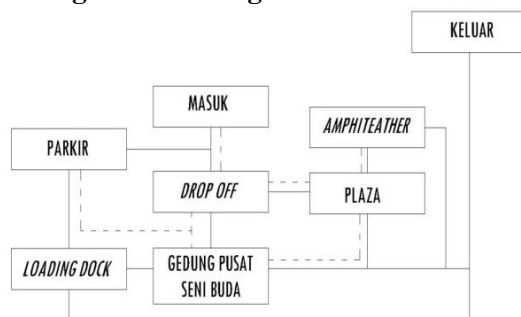 KELUAR
MASUK
AMPHITEATHER
PARKIR
DROP OFF
PLAZA
LOADING DOCK
GEDUNG PUSAT
SENI BUDA